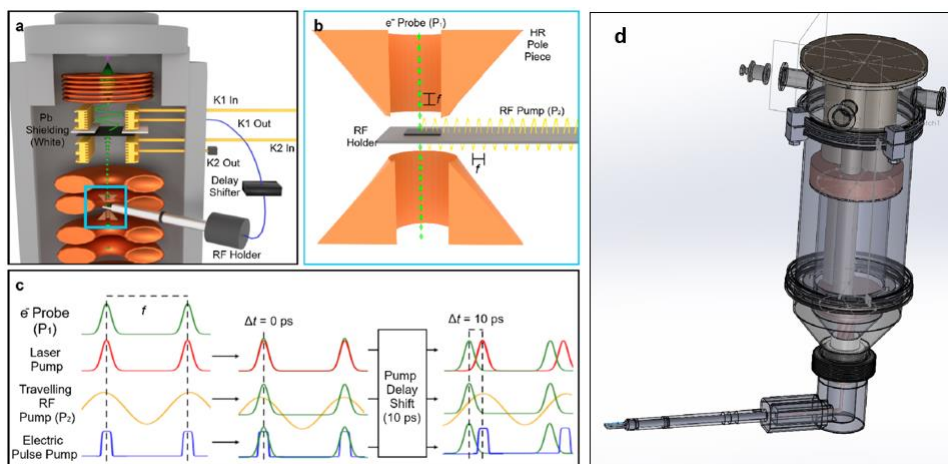 a
Pb
Shielding
(White)
K1 In
K1 Out
K2 In
K2 Out
Delay
Shifter
RF Holder
b
e⁻ Probe (P₁)
HR
Pole
Piece
f
RF Pump (P₂)
RF
Holder
f
c
e⁻ Probe
(P₁)
f
Laser
Pump
Travelling
RF
Pump (P₂)
Electric
Pulse Pump
Δt = 0 ps
Pump
Delay
Shift
(10 ps)
Δt = 10 ps
d